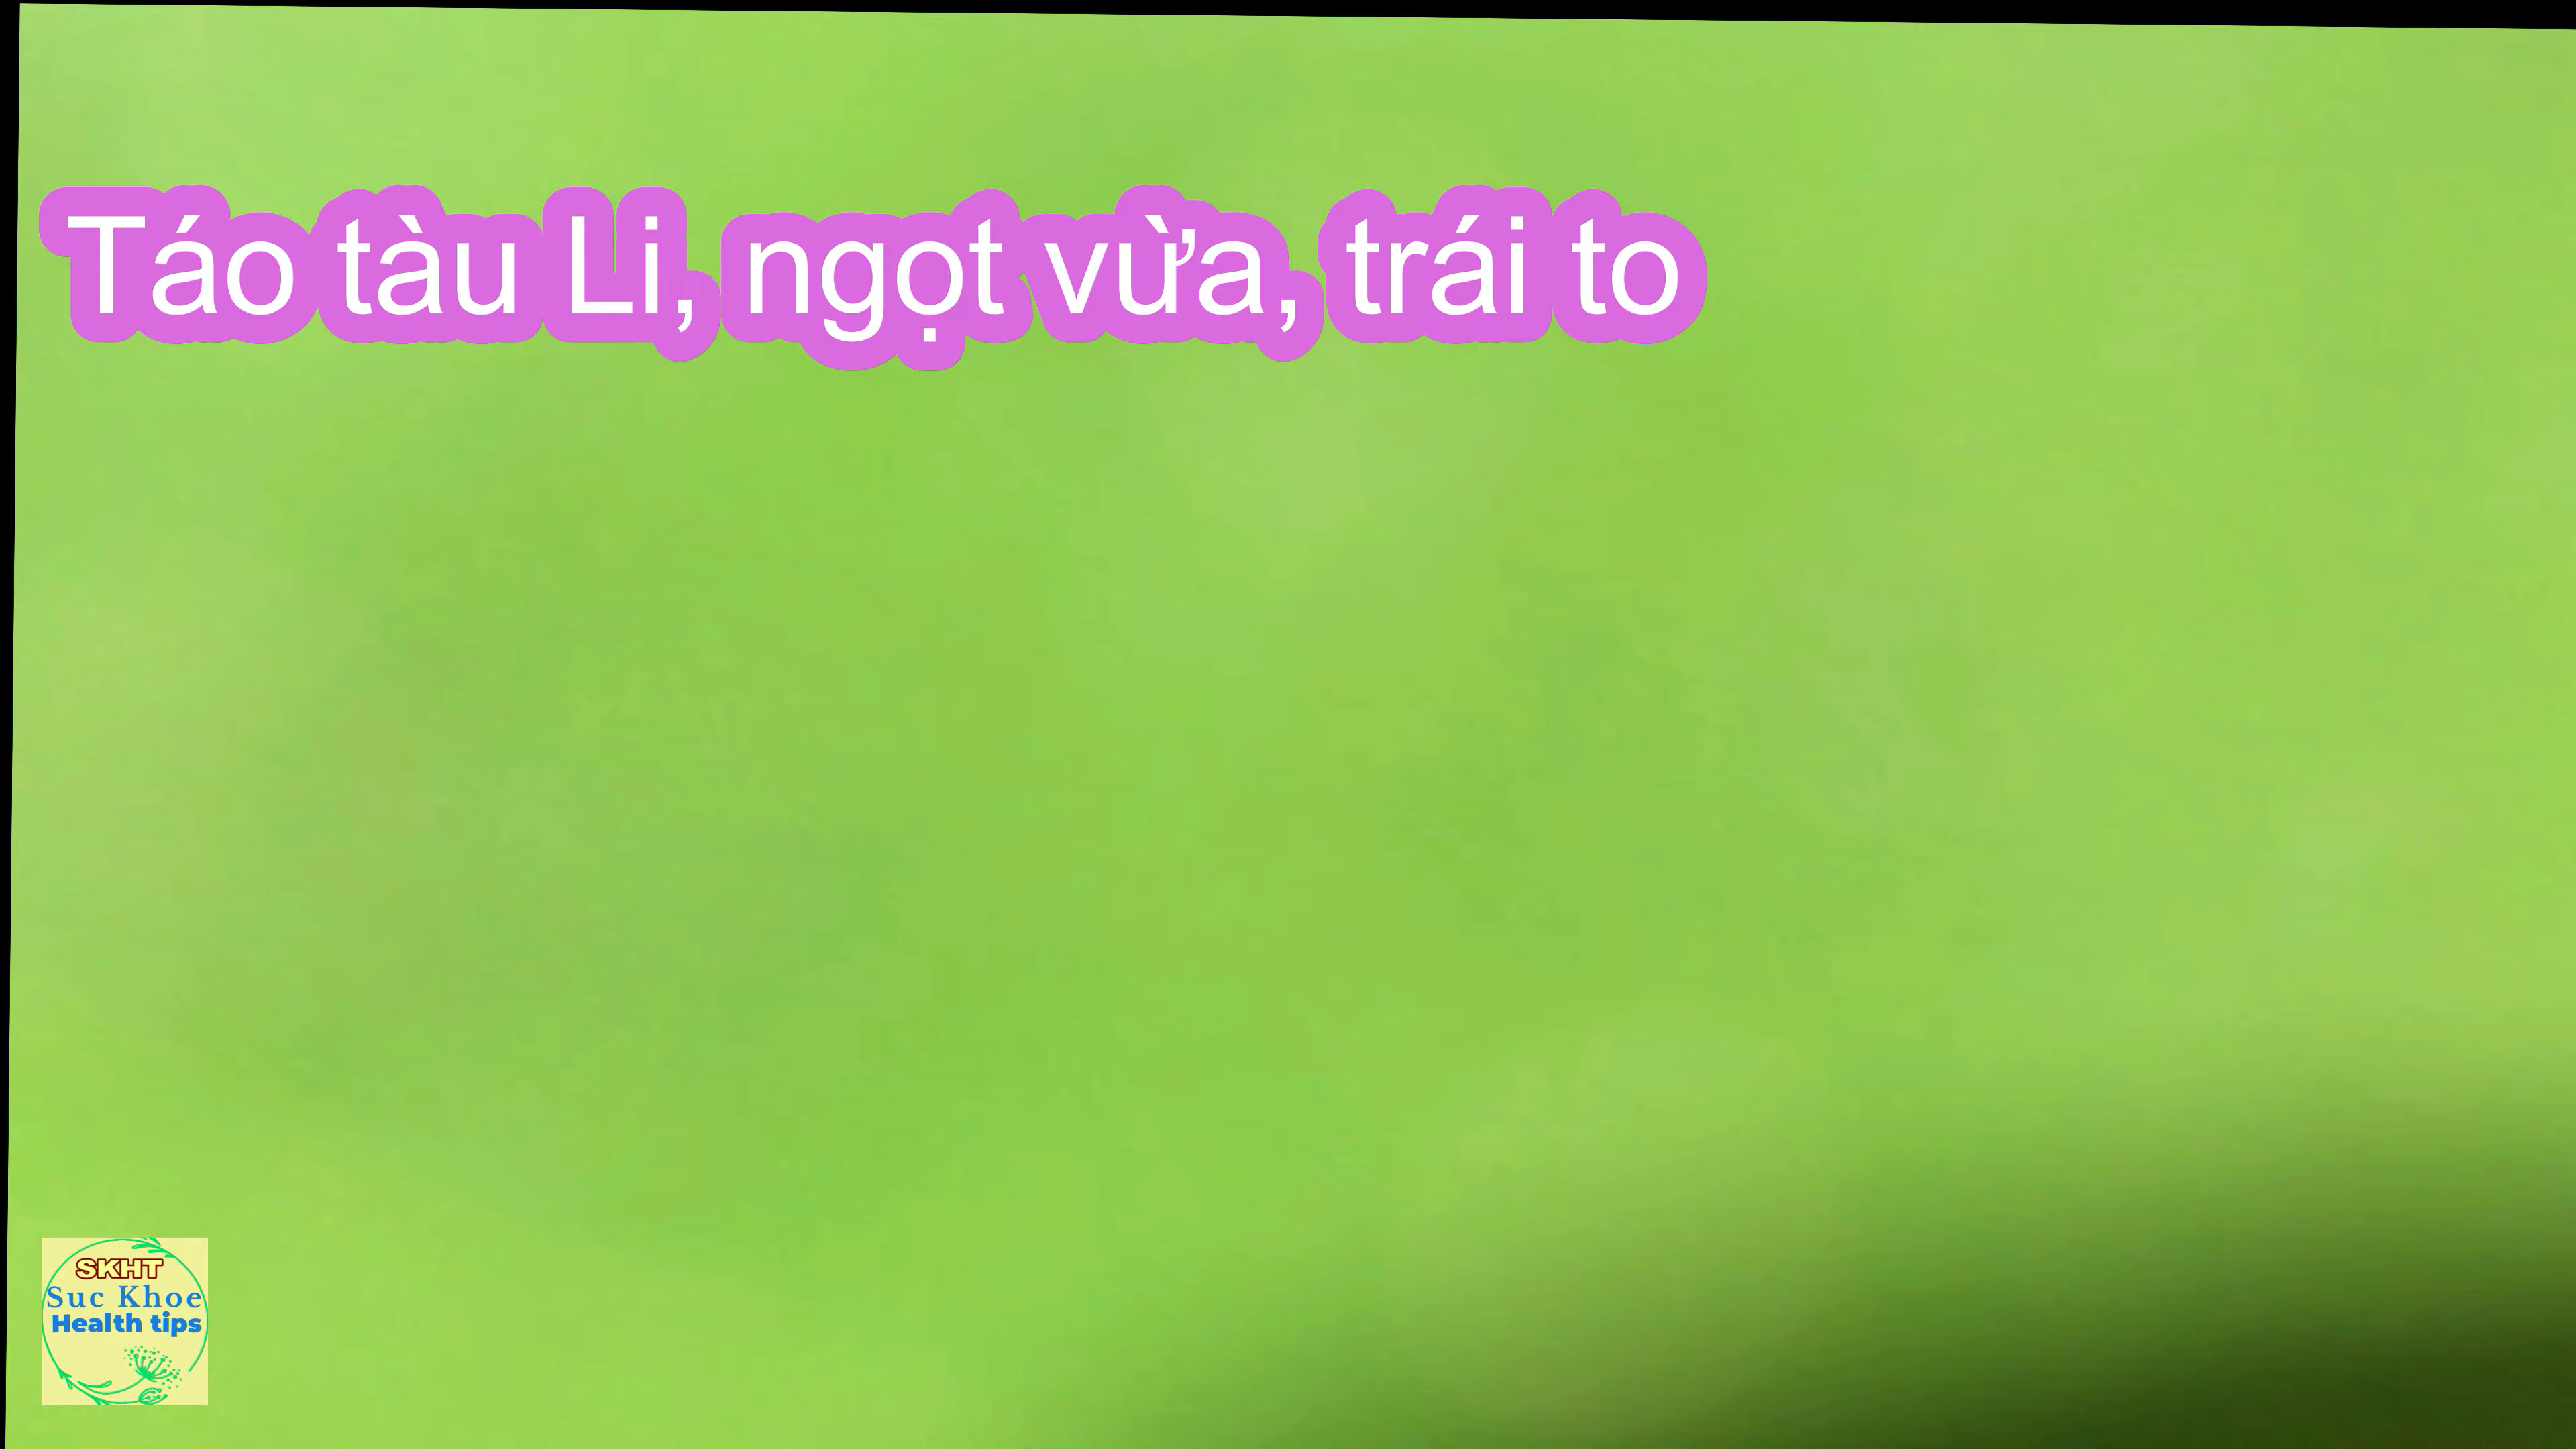 Táo tàu Li, ngọt vừa, trái to
SKHT
Suc Khoe
Health tips